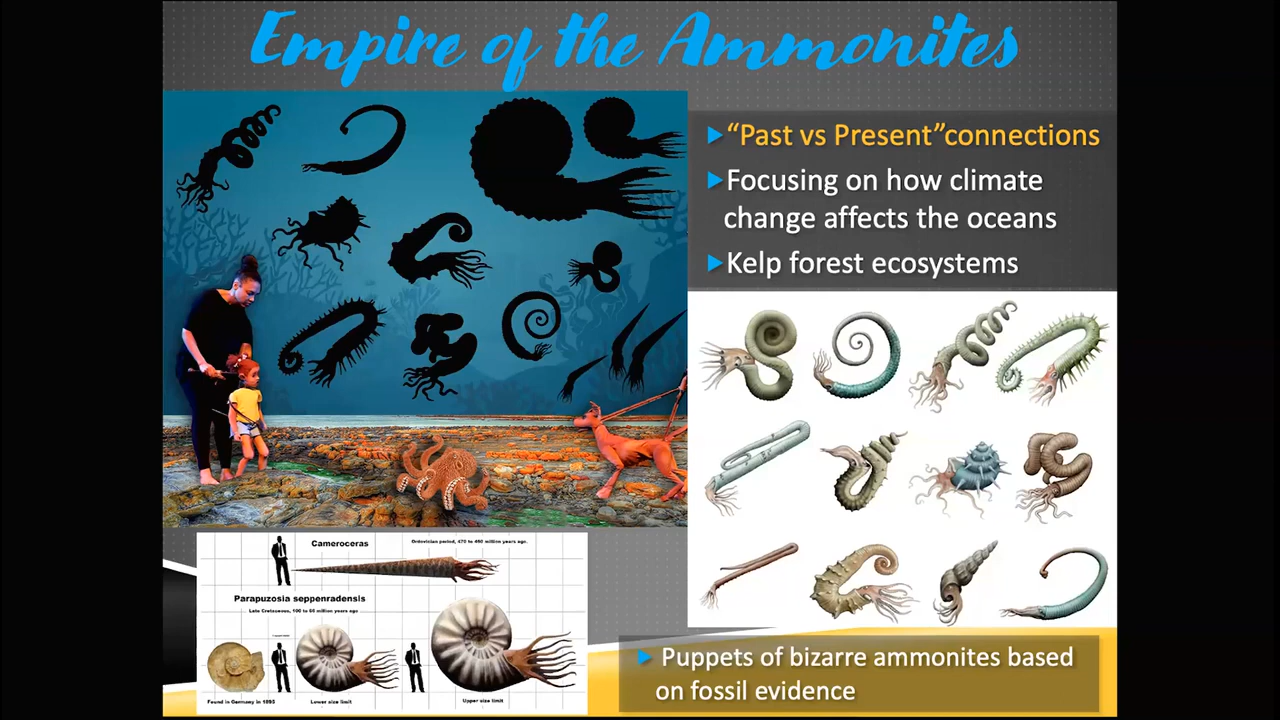 Empire of the Ammonites
“Past vs Present”connections
Focusing on how climate
change affects the oceans
Kelp forest ecosystems
Cameroceras
Ordovician period, 470 to 460 million years ago.
Parapuzosia seppenradensis
Late Cretaceous, 100 to 66 million years ago
Found in Germany in 1895
Lower size limit
Upper size limit
Puppets of bizarre ammonites based
on fossil evidence